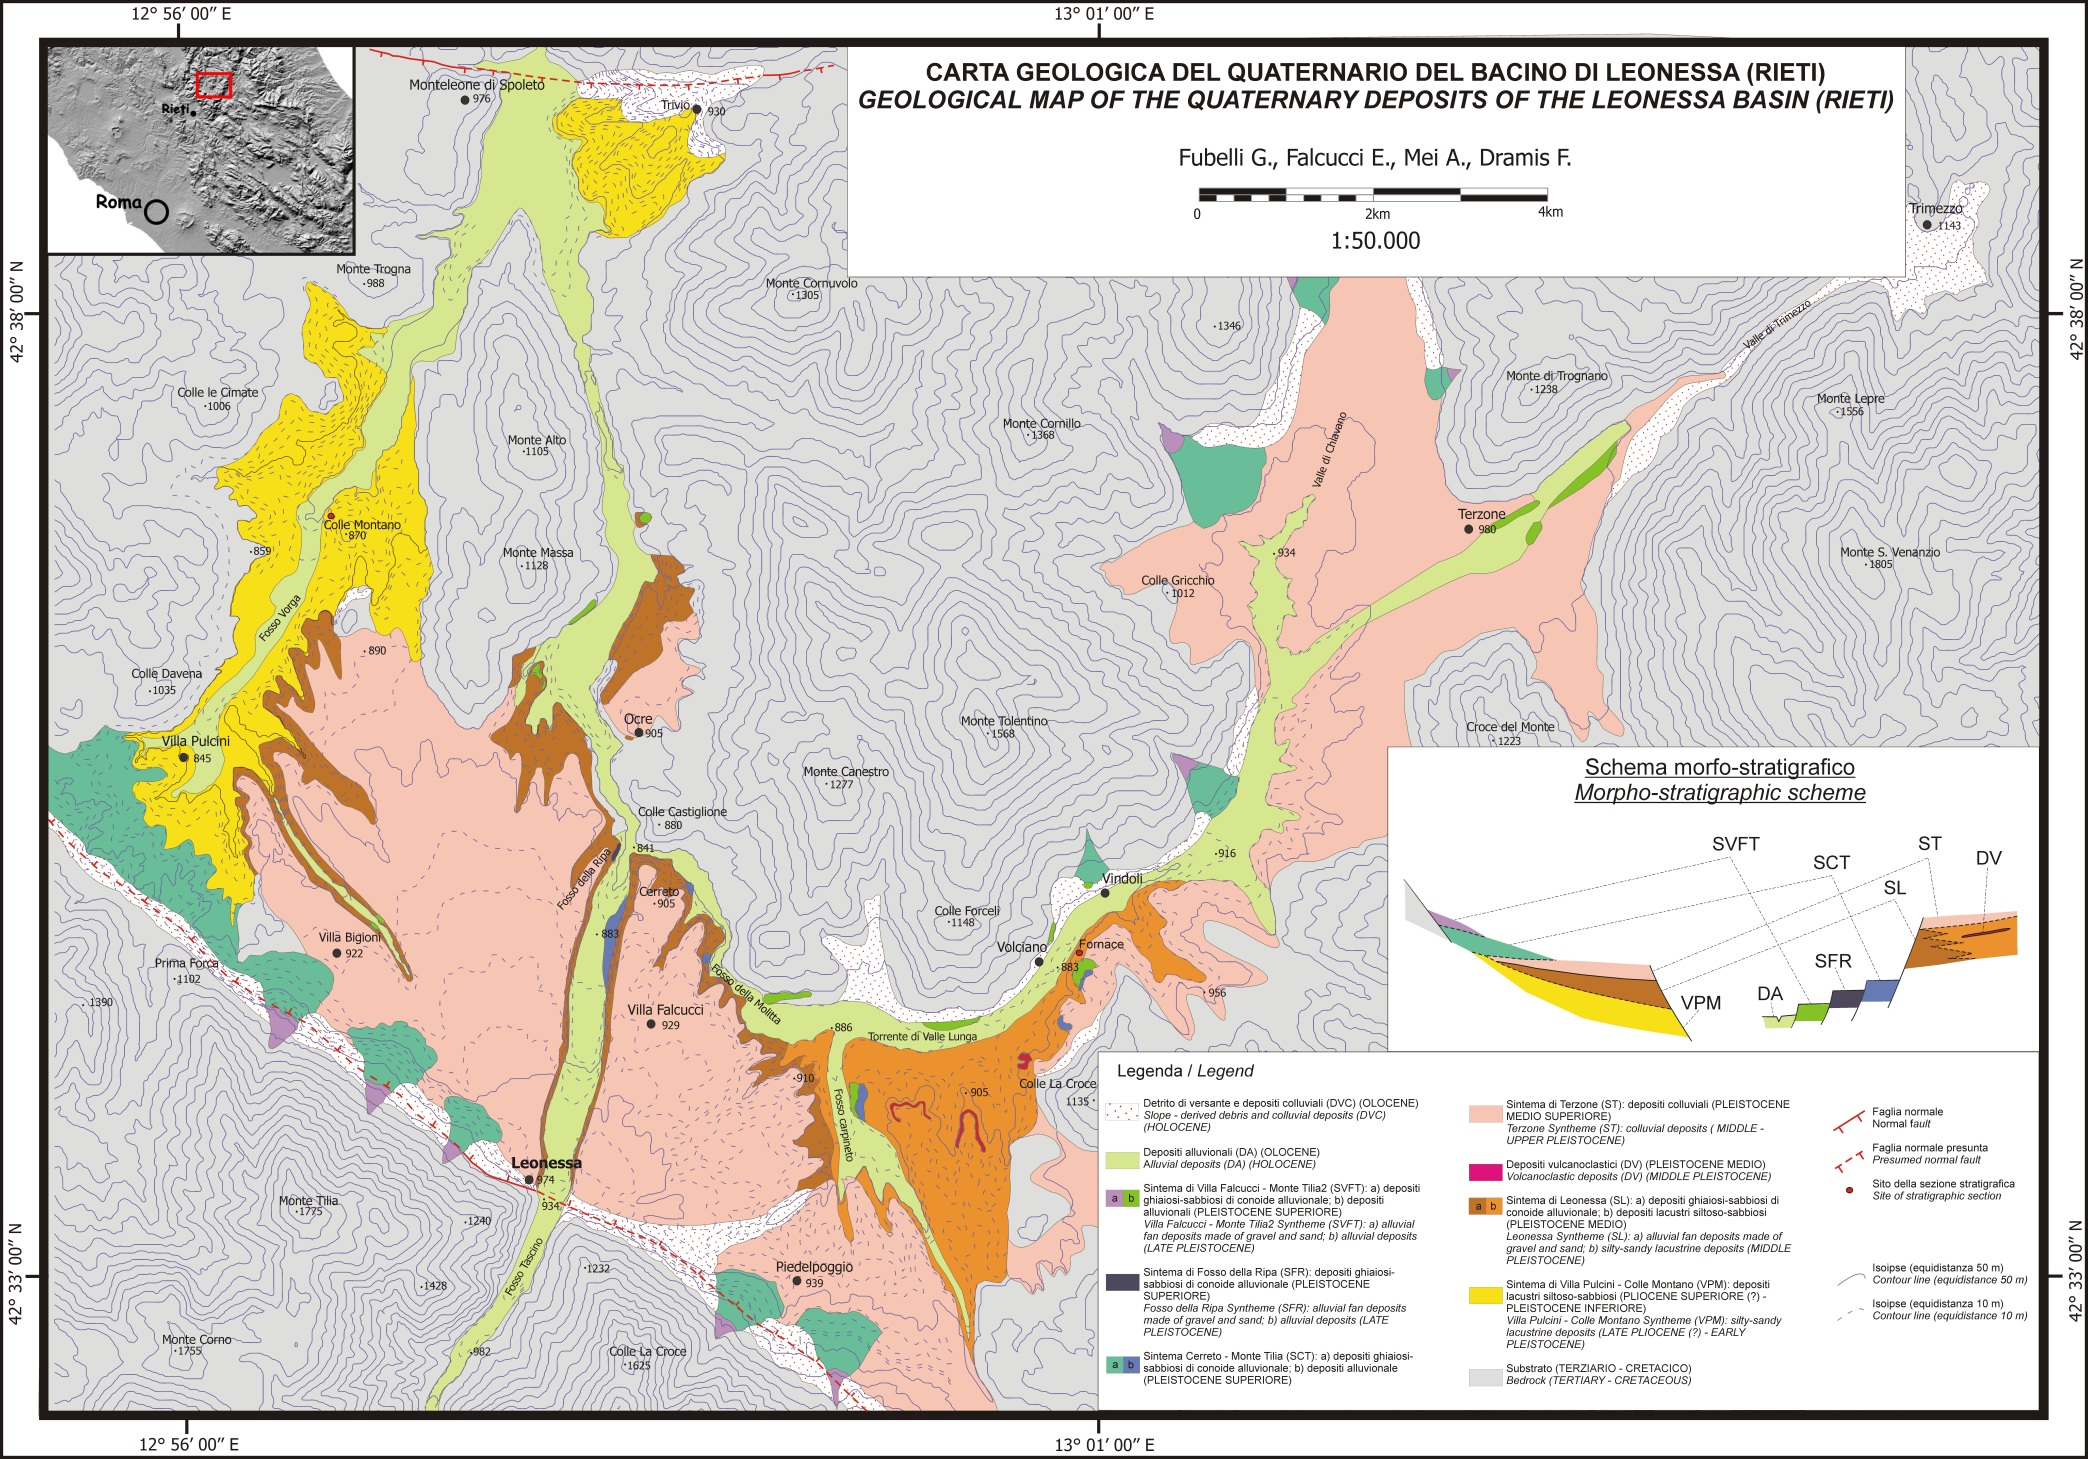 12° 56′ 00″ E
13° 01′ 00″ E
42° 38′ 00″ N
42° 38′ 00″ N
42° 33′ 00″ N
42° 33′ 00″ N
12° 56′ 00″ E
13° 01′ 00″ E
Rieti
Roma
CARTA GEOLOGICA DEL QUATERNARIO DEL BACINO DI LEONESSA (RIETI)
GEOLOGICAL MAP OF THE QUATERNARY DEPOSITS OF THE LEONESSA BASIN (RIETI)
Fubelli G., Falcucci E., Mei A., Dramis F.
0
2km
4km
1:50.000
Monteleone di Spoleto
976
Trivio
930
Trimezzo
1143
Monte Trogna
988
Monte Cornuvolo
1305
1346
Valle di Trimezzo
Colle le Cimate
1006
Monte Alto
1105
Monte Cornillo
1368
Valle di Chiavano
Monte di Trognano
1238
Monte Lepre
1556
Colle Montano
870
859
Monte Massa
1128
Terzone
980
934
Monte S. Venanzio
1805
Colle Gricchio
1012
Fosso Vorga
890
Colle Davena
1035
Ocre
905
Monte Tolentino
1568
Croce del Monte
1223
Villa Pulcini
845
Monte Canestro
1277
Colle Castiglione
880
841
916
Fosso della Ripa
Cerreto
905
Vindoli
Colle Forceli
1148
883
Villa Bigioni
922
Volciano
Fornace
883
Prima Forca
1102
1390
Fosso della Molitta
956
Villa Falcucci
929
886
Torrente di Valle Lunga
910
Fosso carpineto
905
Colle La Croce
1135
Leonessa
974
934
Monte Tilia
1775
1240
1232
Piedelpoggio
939
Fosso Tascino
1428
Monte Corno
1755
982
Colle La Croce
1625
Schema morfo-stratigrafico
Morpho-stratigraphic scheme
SVFT
SCT
ST
DV
SL
SFR
DA
VPM
Legenda / Legend
Detrito di versante e depositi colluviali (DVC) (OLOCENE)
Slope - derived debris and colluvial deposits (DVC)
(HOLOCENE)
Depositi alluvionali (DA) (OLOCENE)
Alluvial deposits (DA) (HOLOCENE)
a b
Sintema di Villa Falcucci - Monte Tilia2 (SVFT): a) depositi
ghiaiosi-sabbiosi di conoide alluvionale; b) depositi
alluvionali (PLEISTOCENE SUPERIORE)
Villa Falcucci - Monte Tilia2 Syntheme (SVFT): a) alluvial
fan deposits made of gravel and sand; b) alluvial deposits
(LATE PLEISTOCENE)
Sintema di Fosso della Ripa (SFR): depositi ghiaiosi-
sabbiosi di conoide alluvionale (PLEISTOCENE
SUPERIORE)
Fosso della Ripa Syntheme (SFR): alluvial fan deposits
made of gravel and sand; b) alluvial deposits (LATE
PLEISTOCENE)
a b
Sintema Cerreto - Monte Tilia (SCT): a) depositi ghiaiosi-
sabbiosi di conoide alluvionale; b) depositi alluvionale
(PLEISTOCENE SUPERIORE)
Sintema di Terzone (ST): depositi colluviali (PLEISTOCENE
MEDIO SUPERIORE)
Terzone Syntheme (ST): colluvial deposits ( MIDDLE -
UPPER PLEISTOCENE)
Depositi vulcanoclastici (DV) (PLEISTOCENE MEDIO)
Volcanoclastic deposits (DV) (MIDDLE PLEISTOCENE)
a b
Sintema di Leonessa (SL): a) depositi ghiaiosi-sabbiosi di
conoide alluvionale; b) depositi lacustri siltoso-sabbiosi
(PLEISTOCENE MEDIO)
Leonessa Syntheme (SL): a) alluvial fan deposits made of
gravel and sand; b) silty-sandy lacustrine deposits (MIDDLE
PLEISTOCENE)
Sintema di Villa Pulcini - Colle Montano (VPM): depositi
lacustri siltoso-sabbiosi (PLIOCENE SUPERIORE (?) -
PLEISTOCENE INFERIORE)
Villa Pulcini - Colle Montano Syntheme (VPM): silty-sandy
lacustrine deposits (LATE PLIOCENE (?) - EARLY
PLEISTOCENE)
Substrato (TERZIARIO - CRETACICO)
Bedrock (TERTIARY - CRETACEOUS)
Faglia normale
Normal fault
Faglia normale presunta
Presumed normal fault
Sito della sezione stratigrafica
Site of stratigraphic section
Isoipse (equidistanza 50 m)
Contour line (equidistance 50 m)
Isoipse (equidistanza 10 m)
Contour line (equidistance 10 m)